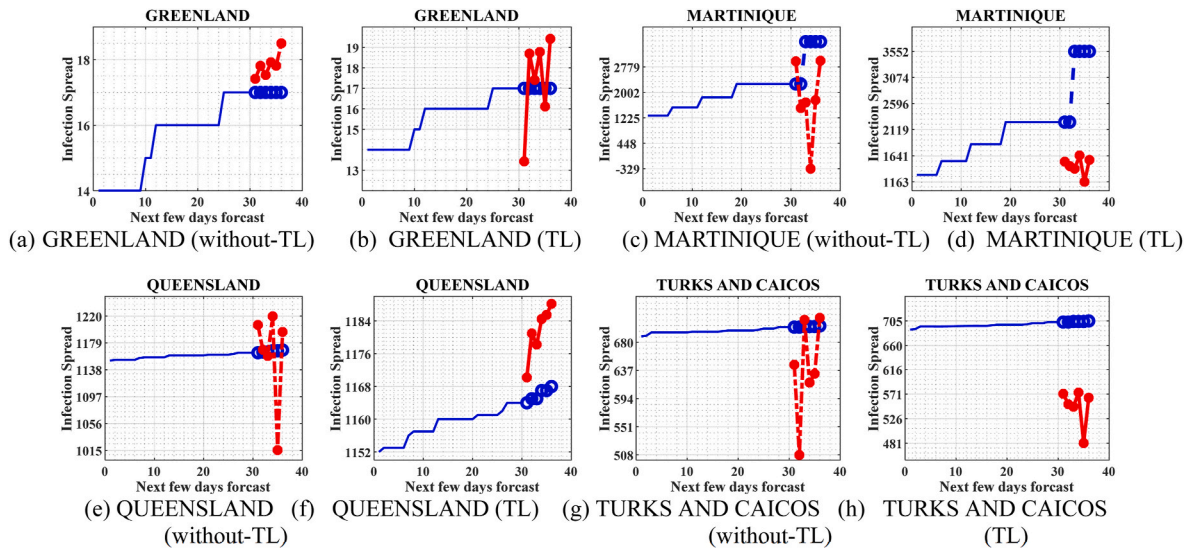 GREENLAND
GREENLAND
MARTINIQUE
MARTINIQUE
Infection Spread
18
17
16
15
14
0 10 20 30 40
Next few days forcast
Infection Spread
19
18
17
15
14
13
0 10 20 30 40
Next few days forcast
Infection Spread
2779
2002
1225
448
-329
0 10 20 30 40
Next few days forcast
Infection Spread
3552
3074
2596
2119
1641
1163
0 10 20 30 40
Next few days forcast
(a) GREENLAND (without-TL)
(b) GREENLAND (TL)
(c) MARTINIQUE (without-TL)
(d) MARTINIQUE (TL)
QUEENSLAND
QUEENSLAND
TURKS AND CAICOS
TURKS AND CAICOS
Infection Spread
1220
1179
1138
1097
1056
1015
0 10 20 30 40
Next few days forcast
Infection Spread
1184
1176
1168
1160
1152
0 10 20 30 40
Next few days forcast
Infection Spread
680
637
594
551
508
0 10 20 30 40
Next few days forcast
Infection Spread
705
660
616
571
526
481
0 10 20 30 40
Next few days forcast
(e) QUEENSLAND
(without-TL)
(f) QUEENSLAND (TL)
(g) TURKS AND CAICOS
(without-TL)
(h) TURKS AND CAICOS
(TL)